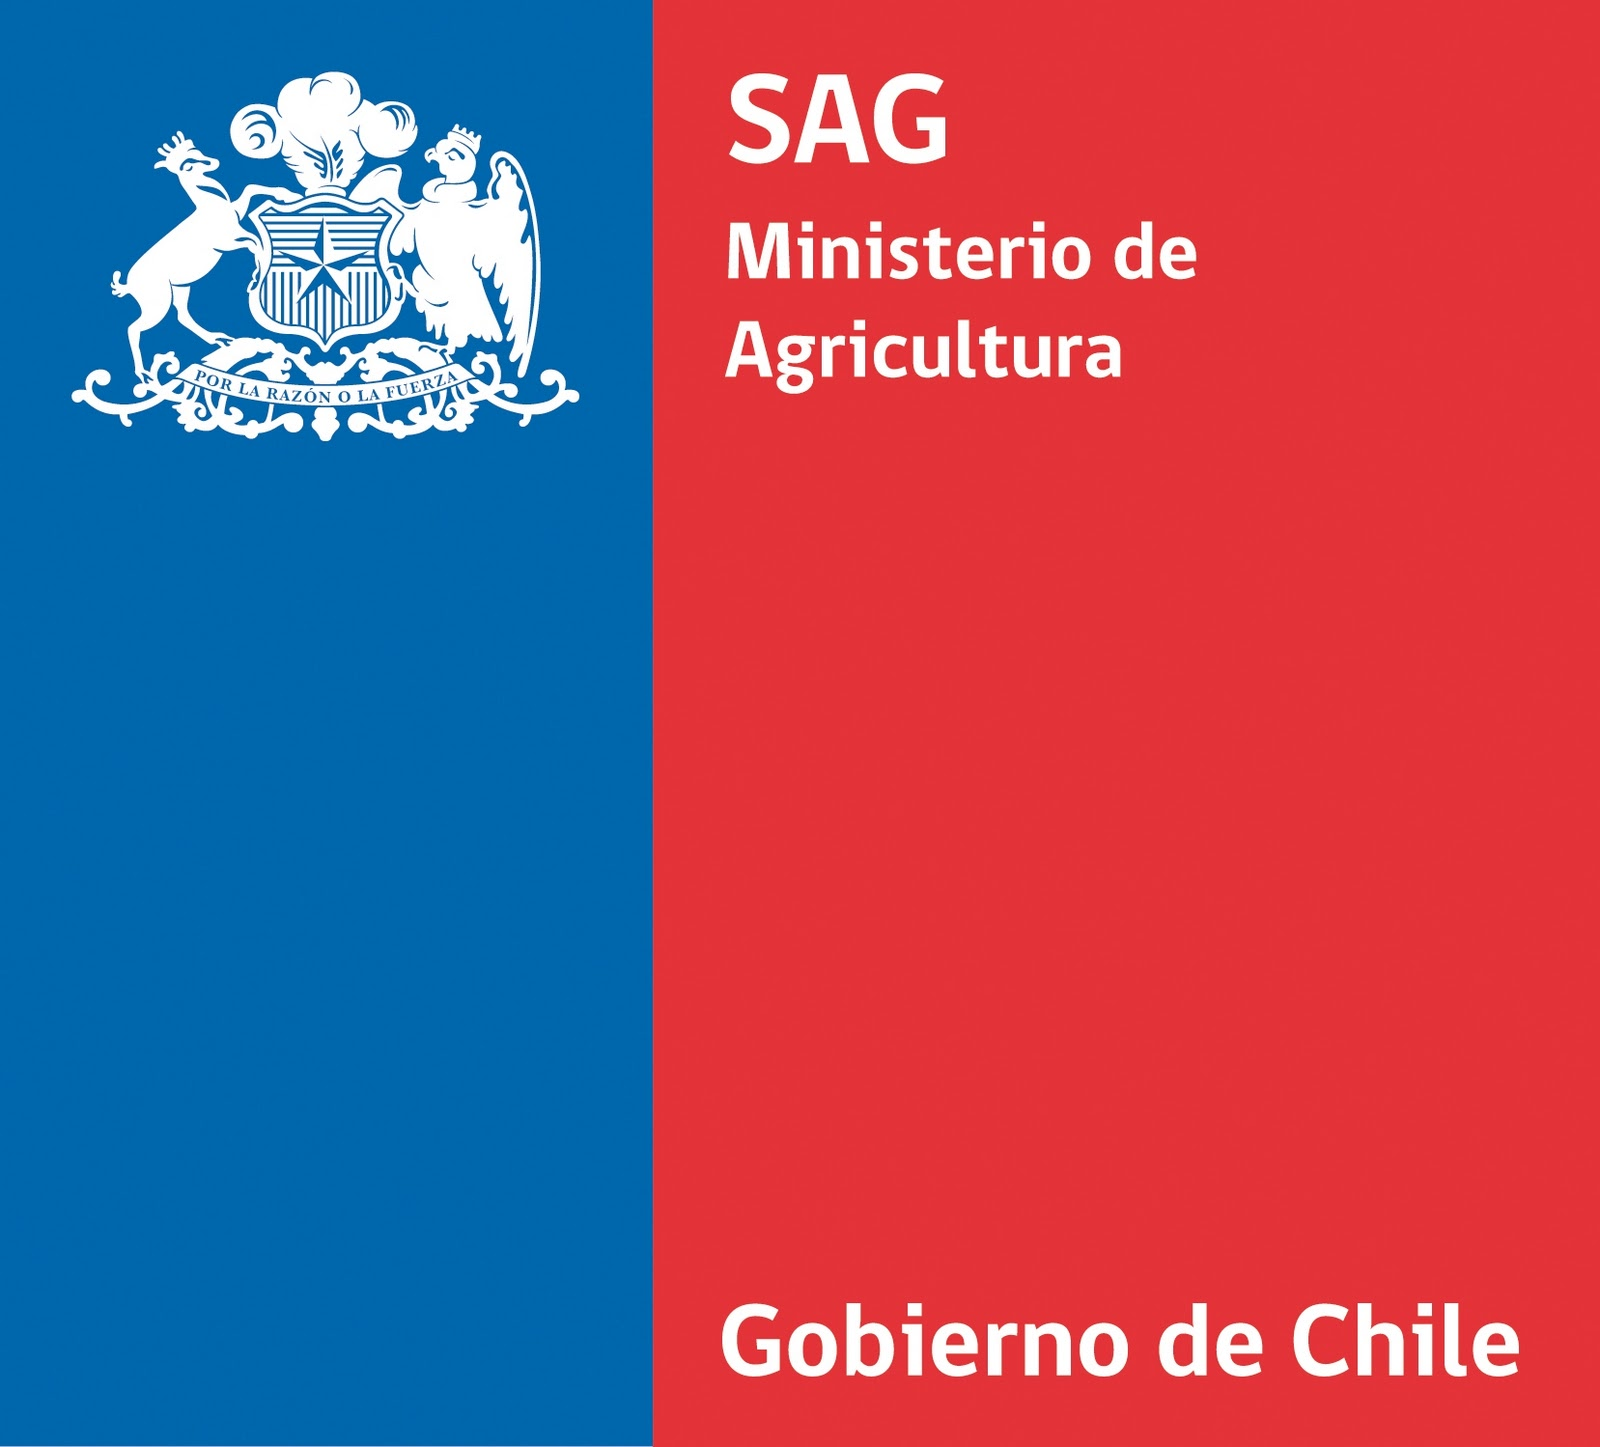 POR LA RAZÓN O LA FUERZA
SAG
Ministerio de
Agricultura
Gobierno de Chile